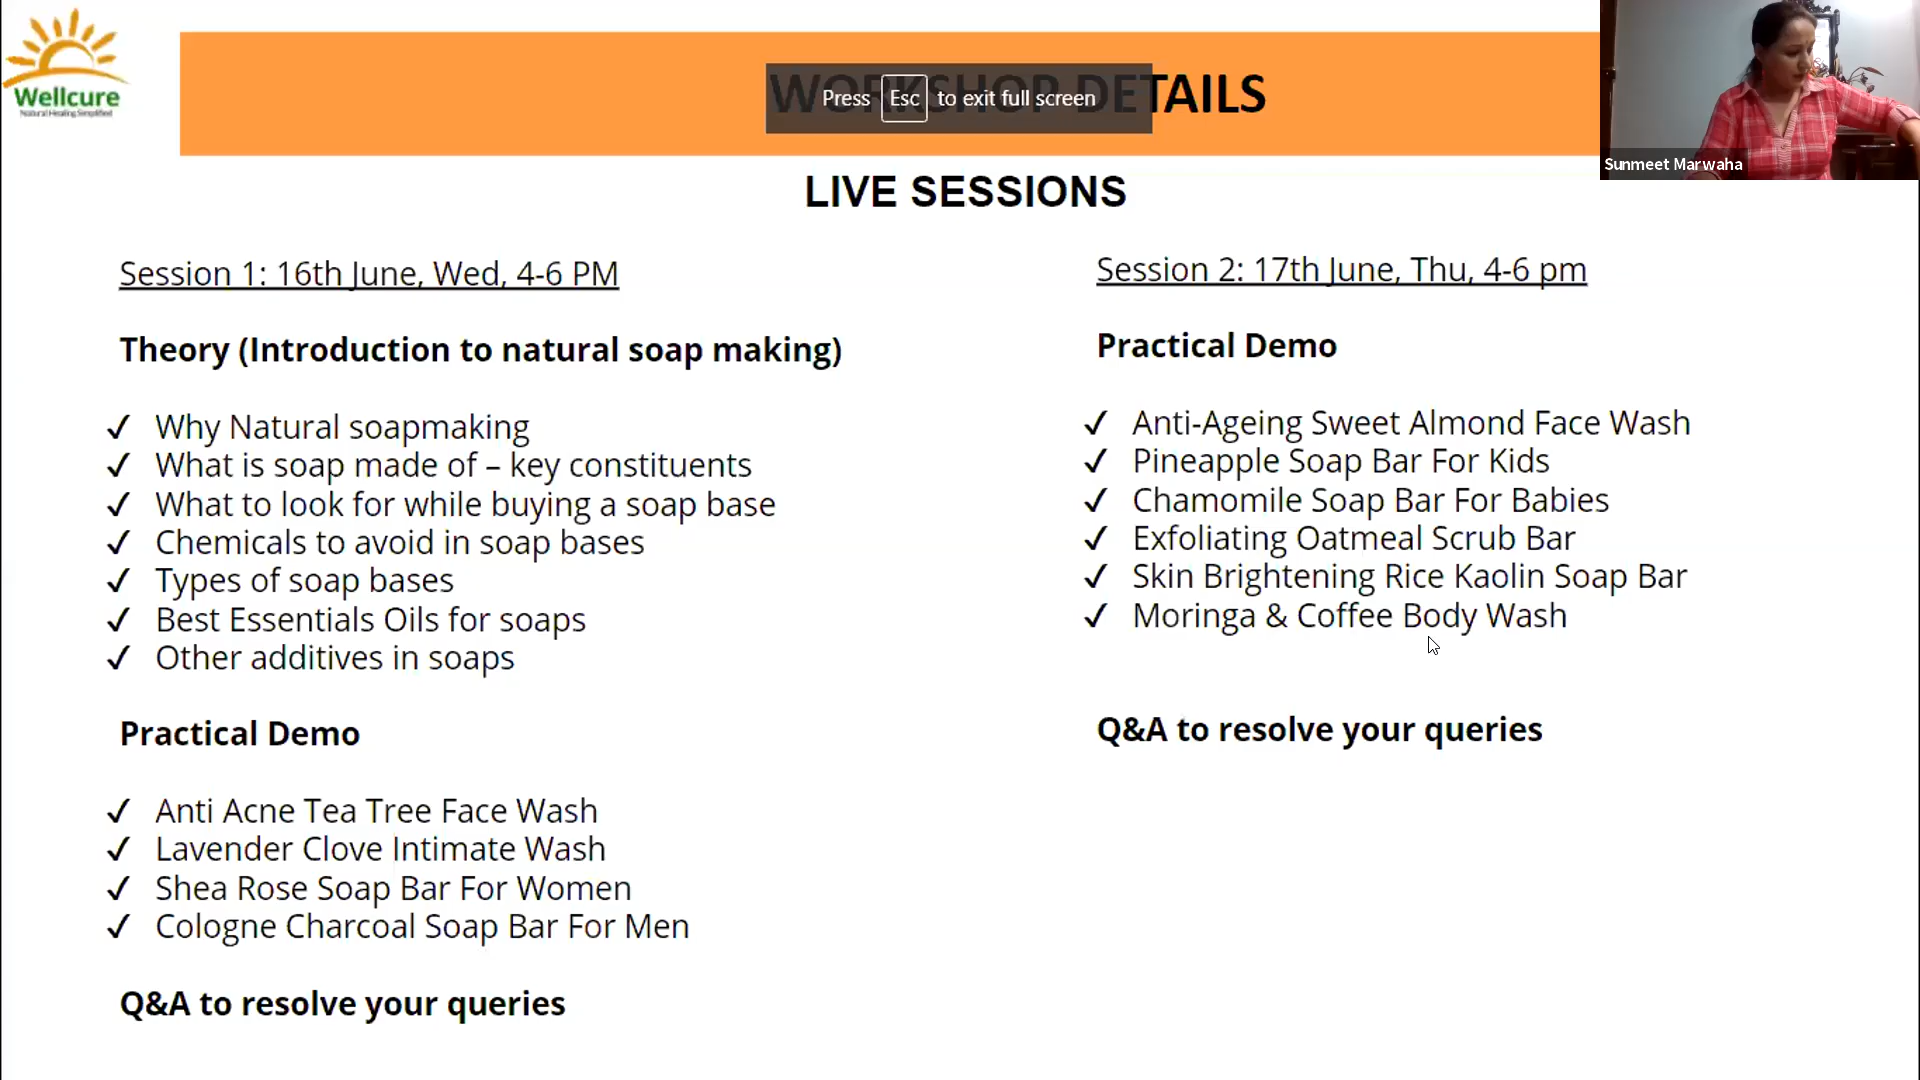 Wellcure
Natural Healing Simplified
WORKSHOP DETAILS
Press Esc to exit full screen
Sunmeet Marwaha
LIVE SESSIONS
Session 1: 16th June, Wed, 4-6 PM
Theory (Introduction to natural soap making)
✓ Why Natural soapmaking
✓ What is soap made of – key constituents
✓ What to look for while buying a soap base
✓ Chemicals to avoid in soap bases
✓ Types of soap bases
✓ Best Essentials Oils for soaps
✓ Other additives in soaps
Practical Demo
✓ Anti Acne Tea Tree Face Wash
✓ Lavender Clove Intimate Wash
✓ Shea Rose Soap Bar For Women
✓ Cologne Charcoal Soap Bar For Men
Q&A to resolve your queries
Session 2: 17th June, Thu, 4-6 pm
Practical Demo
✓ Anti-Ageing Sweet Almond Face Wash
✓ Pineapple Soap Bar For Kids
✓ Chamomile Soap Bar For Babies
✓ Exfoliating Oatmeal Scrub Bar
✓ Skin Brightening Rice Kaolin Soap Bar
✓ Moringa & Coffee Body Wash
Q&A to resolve your queries